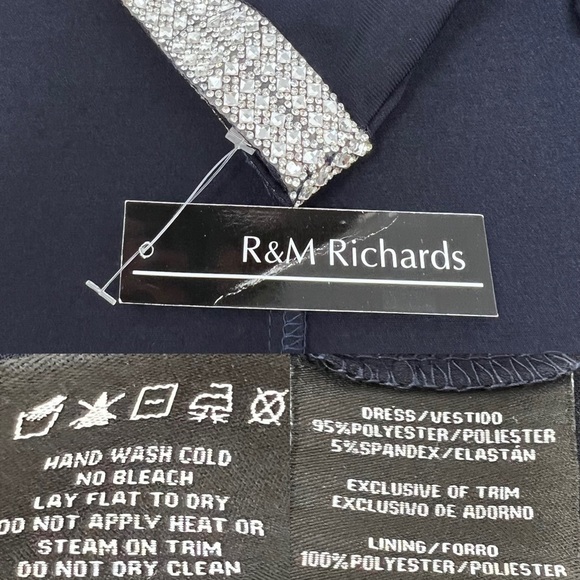 R&M Richards
HAND WASH COLD
NO BLEACH
LAY FLAT TO DRY
DO NOT APPLY HEAT OR
STEAM ON TRIM
DO NOT DRY CLEAN
DRESS/VESTIDO
95%POLYESTER/POLIESTER
5%SPANDEX/ELASTÁN
EXCLUSIVE OF TRIM
EXCLUSIVO DE ADORNO
LINING/FORRO
100%POLYESTER/POLIESTER